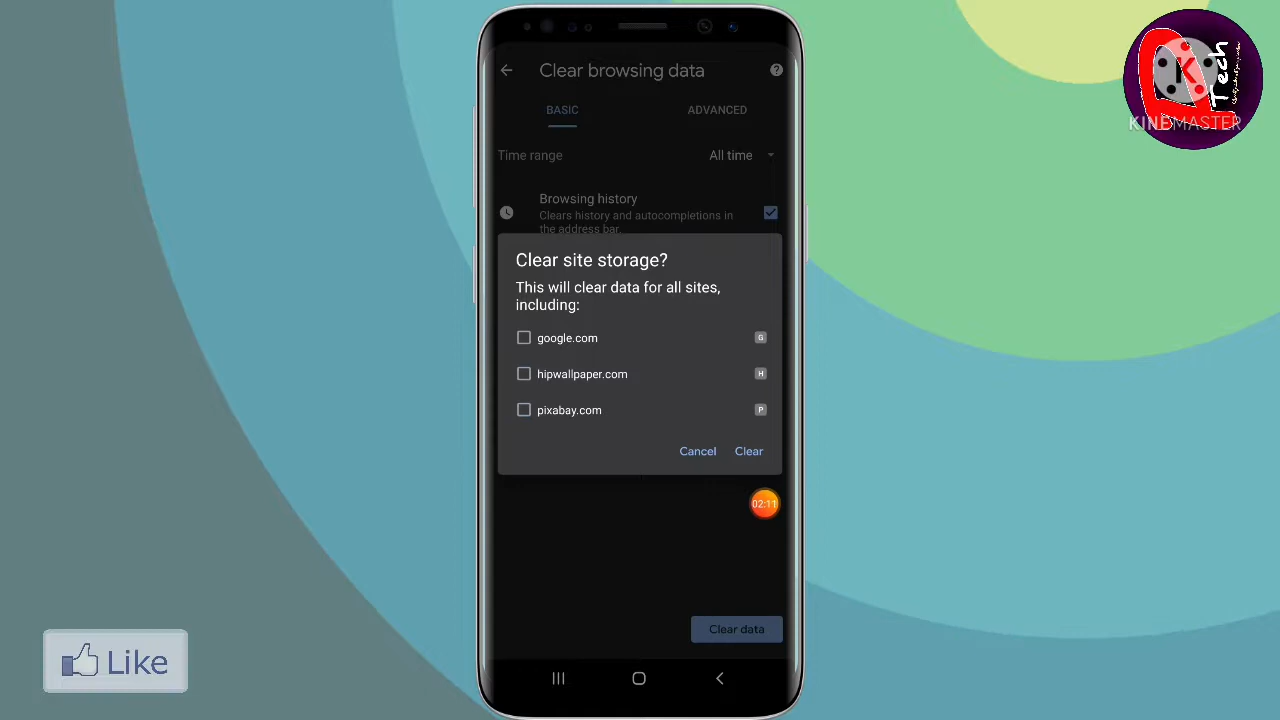 Clear browsing data
BASIC
ADVANCED
Time range
All time
Browsing history
Clears history and autocompletions in
the address bar.
Clear site storage?
This will clear data for all sites,
including:
google.com
G
hipwallpaper.com
H
pixabay.com
P
Cancel
Clear
02:11
Clear data
Like
K
Tech
KINEMASTER